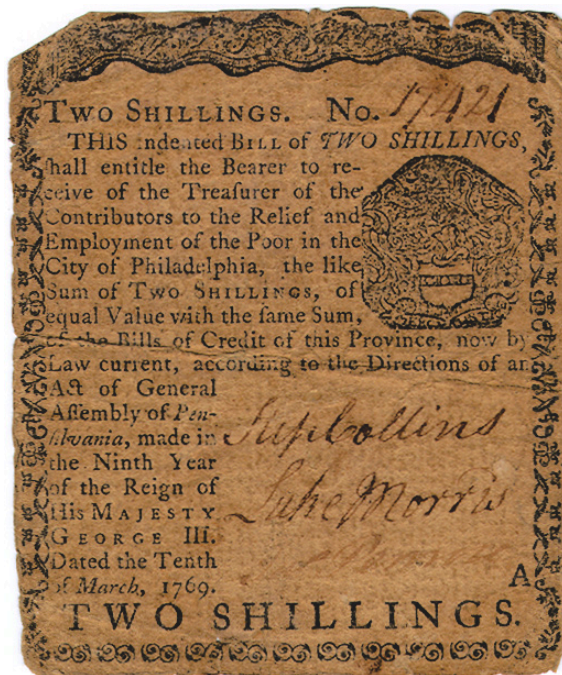 TWO SHILLINGS. No. 17421
THIS indented BILL of TWO SHILLINGS,
ſhall entitle the Bearer to re-
ceive of the Treaſurer of the
Contributors to the Relief and
Employment of the Poor in the
City of Philadelphia, the like
Sum of TWO SHILLINGS, of
equal Value with the ſame Sum,
of the Bills of Credit of this Province, now by
Law current, according to the Directions of an
Act of General
Aſſembly of Pen-
ſilvania, made in
the Ninth Year
of the Reign of
His MAJESTY
GEORGE III.
Dated the Tenth
of March, 1769.
Collins
Luke Morris
A
TWO SHILLINGS.